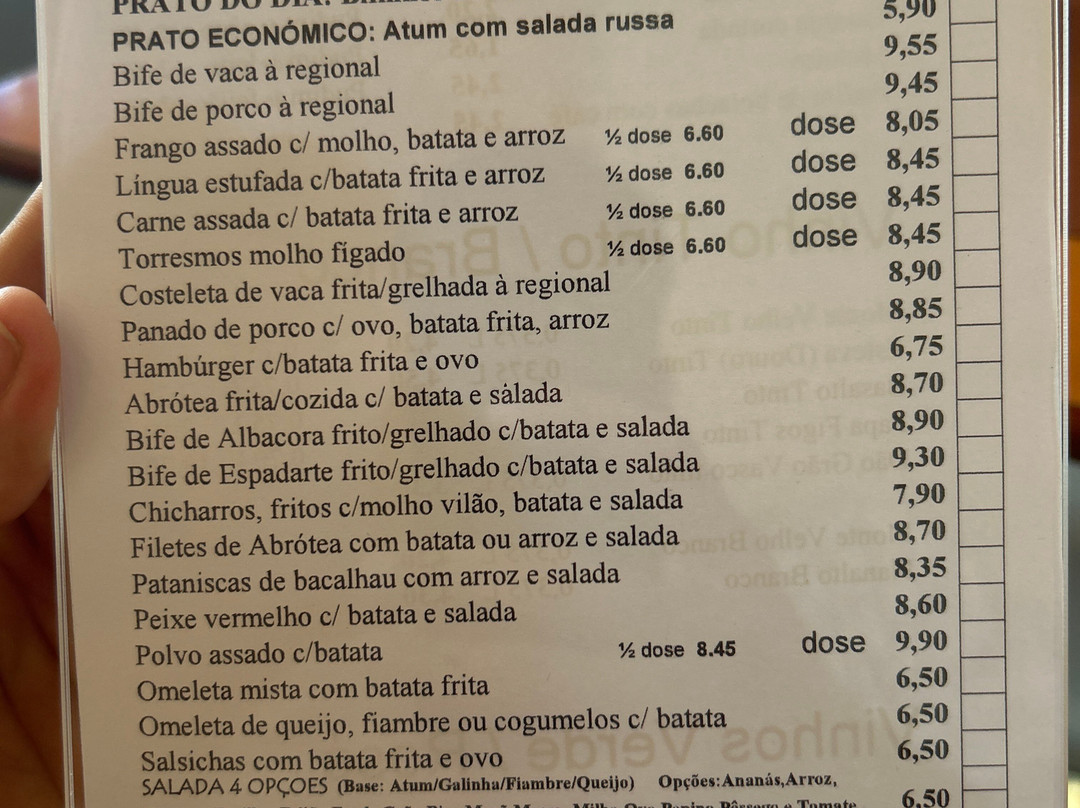 PRATO DO DIA:
PRATO ECONÓMICO: Atum com salada russa 5,90
Bife de vaca à regional 9,55
Bife de porco à regional 9,45
Frango assado c/ molho, batata e arroz ½ dose 6.60 dose 8,05
Língua estufada c/batata frita e arroz ½ dose 6.60 dose 8,45
Carne assada c/ batata frita e arroz ½ dose 6.60 dose 8,45
Torresmos molho fígado ½ dose 6.60 dose 8,45
Costeleta de vaca frita/grelhada à regional 8,90
Panado de porco c/ ovo, batata frita, arroz 8,85
Hambúrger c/batata frita e ovo 6,75
Abrótea frita/cozida c/ batata e salada 8,70
Bife de Albacora frito/grelhado c/batata e salada 8,90
Bife de Espadarte frito/grelhado c/batata e salada 9,30
Chicharros, fritos c/molho vilão, batata e salada 7,90
Filetes de Abrótea com batata ou arroz e salada 8,70
Pataniscas de bacalhau com arroz e salada 8,35
Peixe vermelho c/ batata e salada 8,60
Polvo assado c/batata ½ dose 8.45 dose 9,90
Omeleta mista com batata frita 6,50
Omeleta de queijo, fiambre ou cogumelos c/ batata 6,50
Salsichas com batata frita e ovo 6,50
SALADA 4 OPÇOES (Base: Atum/Galinha/Fiambre/Queijo) Opções:Ananás,Arroz,
Tomate 6,50